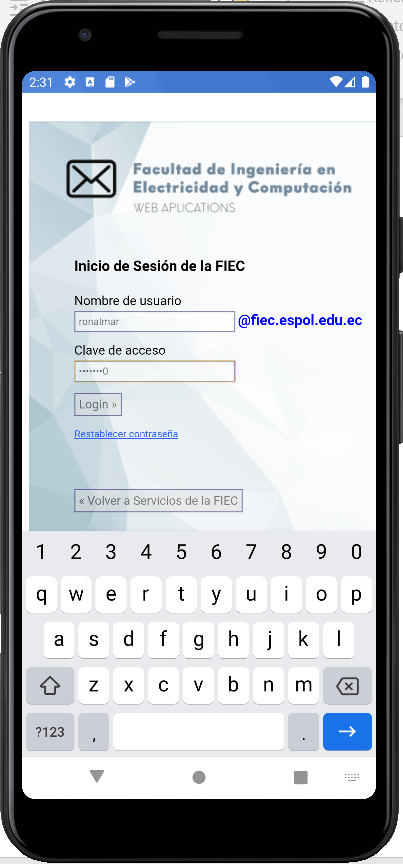 2:31
Facultad de Ingeniería en
Electricidad y Computación
WEB APLICATIONS
Inicio de Sesión de la FIEC
Nombre de usuario
ronalmar @fiec.espol.edu.ec
Clave de acceso
•••••••0
Login »
Restablecer contraseña
« Volver a Servicios de la FIEC
1 2 3 4 5 6 7 8 9 0
q w e r t y u i o p
a s d f g h j k l
z x c v b n m
?123 , .